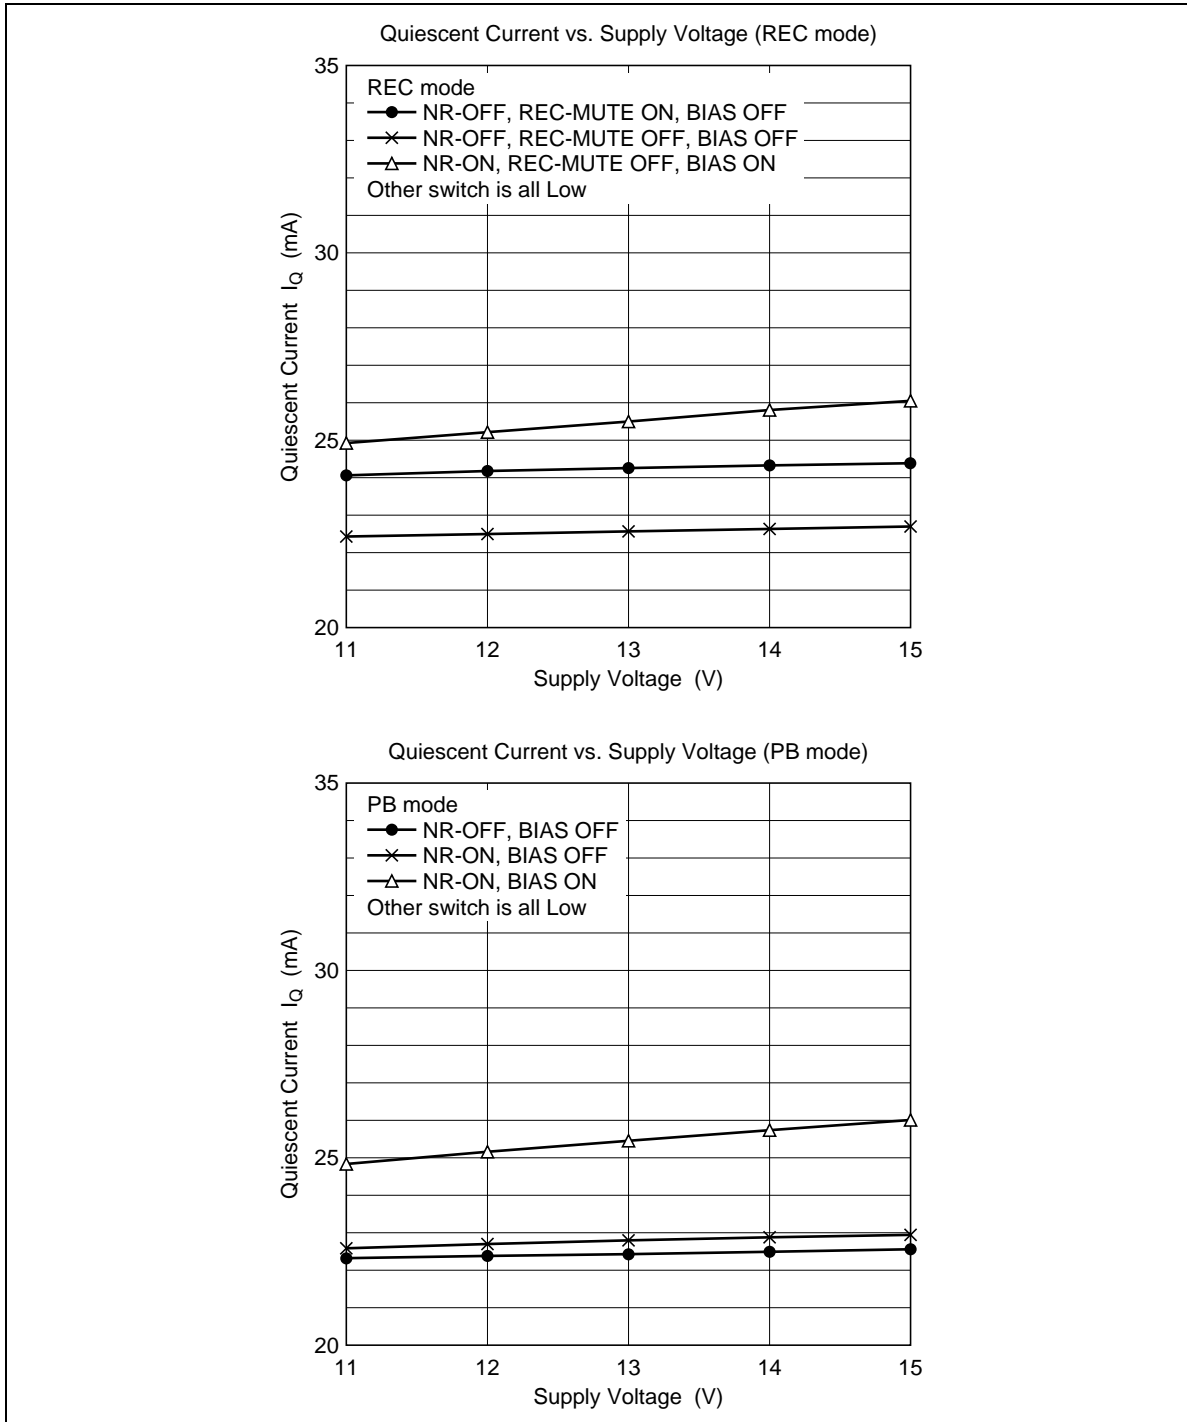 Quiescent Current vs. Supply Voltage (REC mode)
35
REC mode
NR-OFF, REC-MUTE ON, BIAS OFF
NR-OFF, REC-MUTE OFF, BIAS OFF
NR-ON, REC-MUTE OFF, BIAS ON
Other switch is all Low
Quiescent Current IQ (mA)
30
25
20
11 12 13 14 15
Supply Voltage (V)
Quiescent Current vs. Supply Voltage (PB mode)
35
PB mode
NR-OFF, BIAS OFF
NR-ON, BIAS OFF
NR-ON, BIAS ON
Other switch is all Low
Quiescent Current IQ (mA)
30
25
20
11 12 13 14 15
Supply Voltage (V)